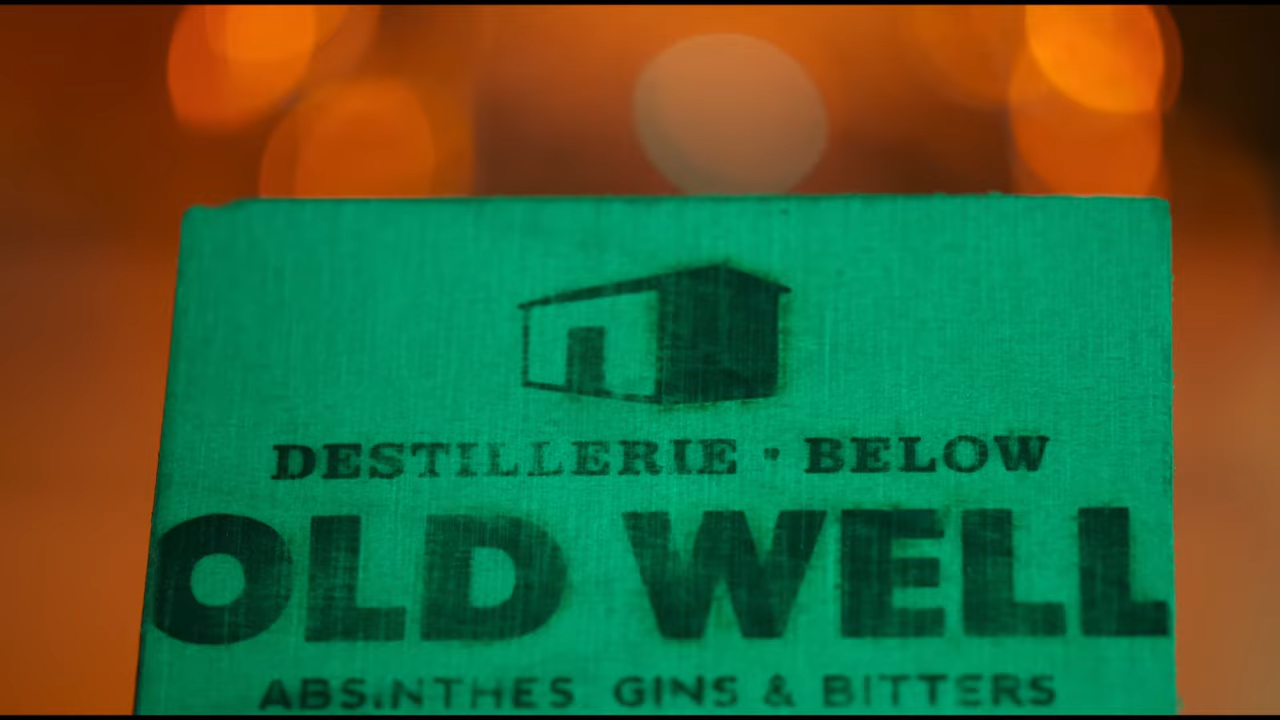 DESTILLERIE · BELOW
OLD WELL
ABSINTHES GINS & BITTERS